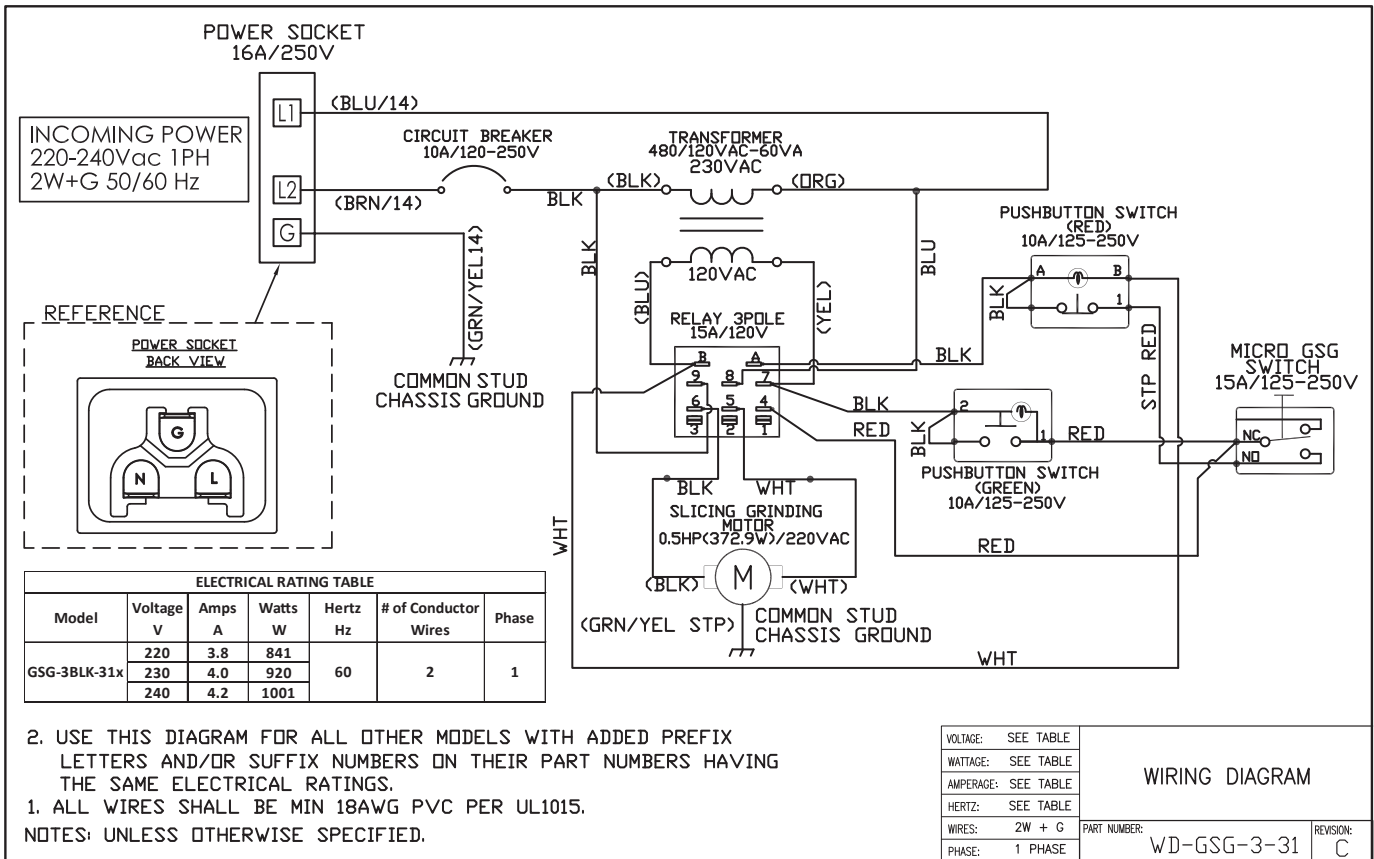 POWER SOCKET
16A/250V
L1
(BLU/14)
INCOMING POWER
220-240Vac 1PH
2W+G 50/60 Hz
CIRCUIT BREAKER
10A/120-250V
TRANSFORMER
480/120VAC-60VA
230VAC
L2
(BRN/14)
BLK
(BLK)
(ORG)
G
(GRN/YEL14)
BLK
BLU
PUSHBUTTON SWITCH
(RED)
10A/125-250V
A
B
1
BLK
120VAC
(BLU)
(YEL)
RELAY 3POLE
15A/120V
B
A
9
8
7
6
5
4
3
2
1
BLK
COMMON STUD
CHASSIS GROUND
REFERENCE
POWER SOCKET
BACK VIEW
G
N
L
STP RED
MICRO GSG
SWITCH
15A/125-250V
NC
NO
BLK
RED
2
1
BLK
RED
PUSHBUTTON SWITCH
(GREEN)
10A/125-250V
BLK
WHT
SLICING GRINDING
MOTOR
0.5HP(372.9W)/220VAC
RED
WHT
M
(BLK)
(WHT)
(GRN/YEL STP)
COMMON STUD
CHASSIS GROUND
WHT
ELECTRICAL RATING TABLE
Model Voltage V Amps A Watts W Hertz Hz # of Conductor Wires Phase
GSG-3BLK-31x 220 3.8 841 60 2 1
230 4.0 920
240 4.2 1001
2. USE THIS DIAGRAM FOR ALL OTHER MODELS WITH ADDED PREFIX
LETTERS AND/OR SUFFIX NUMBERS ON THEIR PART NUMBERS HAVING
THE SAME ELECTRICAL RATINGS.
1. ALL WIRES SHALL BE MIN 18AWG PVC PER UL1015.
NOTES: UNLESS OTHERWISE SPECIFIED.
VOLTAGE: SEE TABLE
WATTAGE: SEE TABLE
AMPERAGE: SEE TABLE
HERTZ: SEE TABLE
WIRES: 2W + G
PHASE: 1 PHASE
WIRING DIAGRAM
PART NUMBER: WD-GSG-3-31
REVISION: C